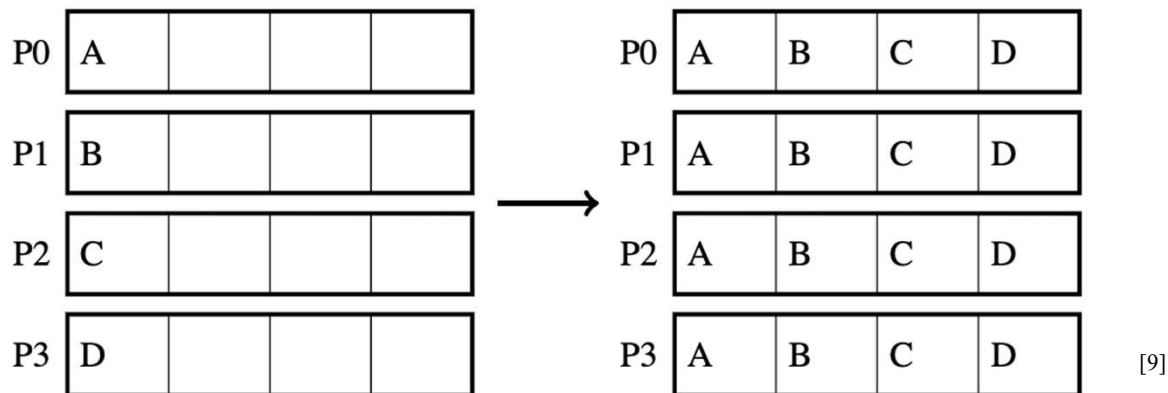 P0 A P0 A B C D
P1 B P1 A B C D
P2 C P2 A B C D
P3 D P3 A B C D [9]